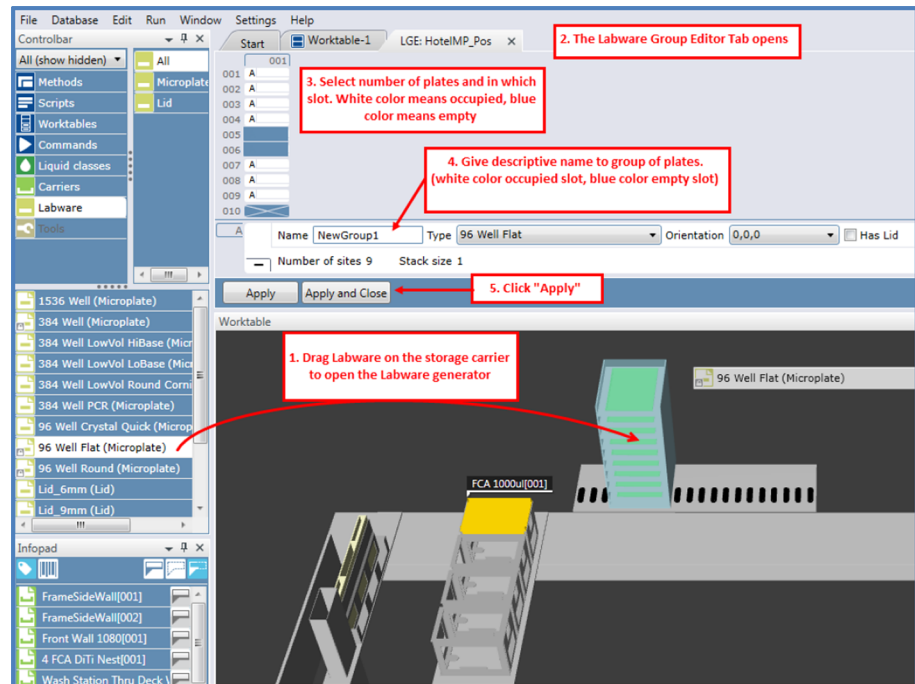 File Database Edit Run Window Settings Help
Controlbar
All (show hidden)
Methods
Scripts
Worktables
Commands
Liquid classes
Carriers
Labware
Tools
All
Microplate
Lid
Start Worktable-1 LGE: HotelMP_Pos
2. The Labware Group Editor Tab opens
001
001 A
002 A
003 A
004 A
005
006
007 A
008 A
009 A
010
3. Select number of plates and in which
slot. White color means occupied, blue
color means empty
4. Give descriptive name to group of plates.
(white color occupied slot, blue color empty slot)
A
Name NewGroup1 Type 96 Well Flat Orientation 0,0,0 Has Lid
Number of sites 9 Stack size 1
Apply Apply and Close
5. Click "Apply"
1536 Well (Microplate)
384 Well (Microplate)
384 Well LowVol HiBase (Micr
384 Well LowVol LoBase (Micr
384 Well LowVol Round Corni
384 Well PCR (Microplate)
96 Well Crystal Quick (Microp
96 Well Flat (Microplate)
96 Well Round (Microplate)
Lid_6mm (Lid)
Lid_9mm (Lid)
Worktable
1. Drag Labware on the storage carrier
to open the Labware generator
96 Well Flat (Microplate)
FCA 1000ul[001]
Infopad
FrameSideWall[001]
FrameSideWall[002]
Front Wall 1080[001]
4 FCA DiTi Nest[001]
Wash Station Thru Deck W